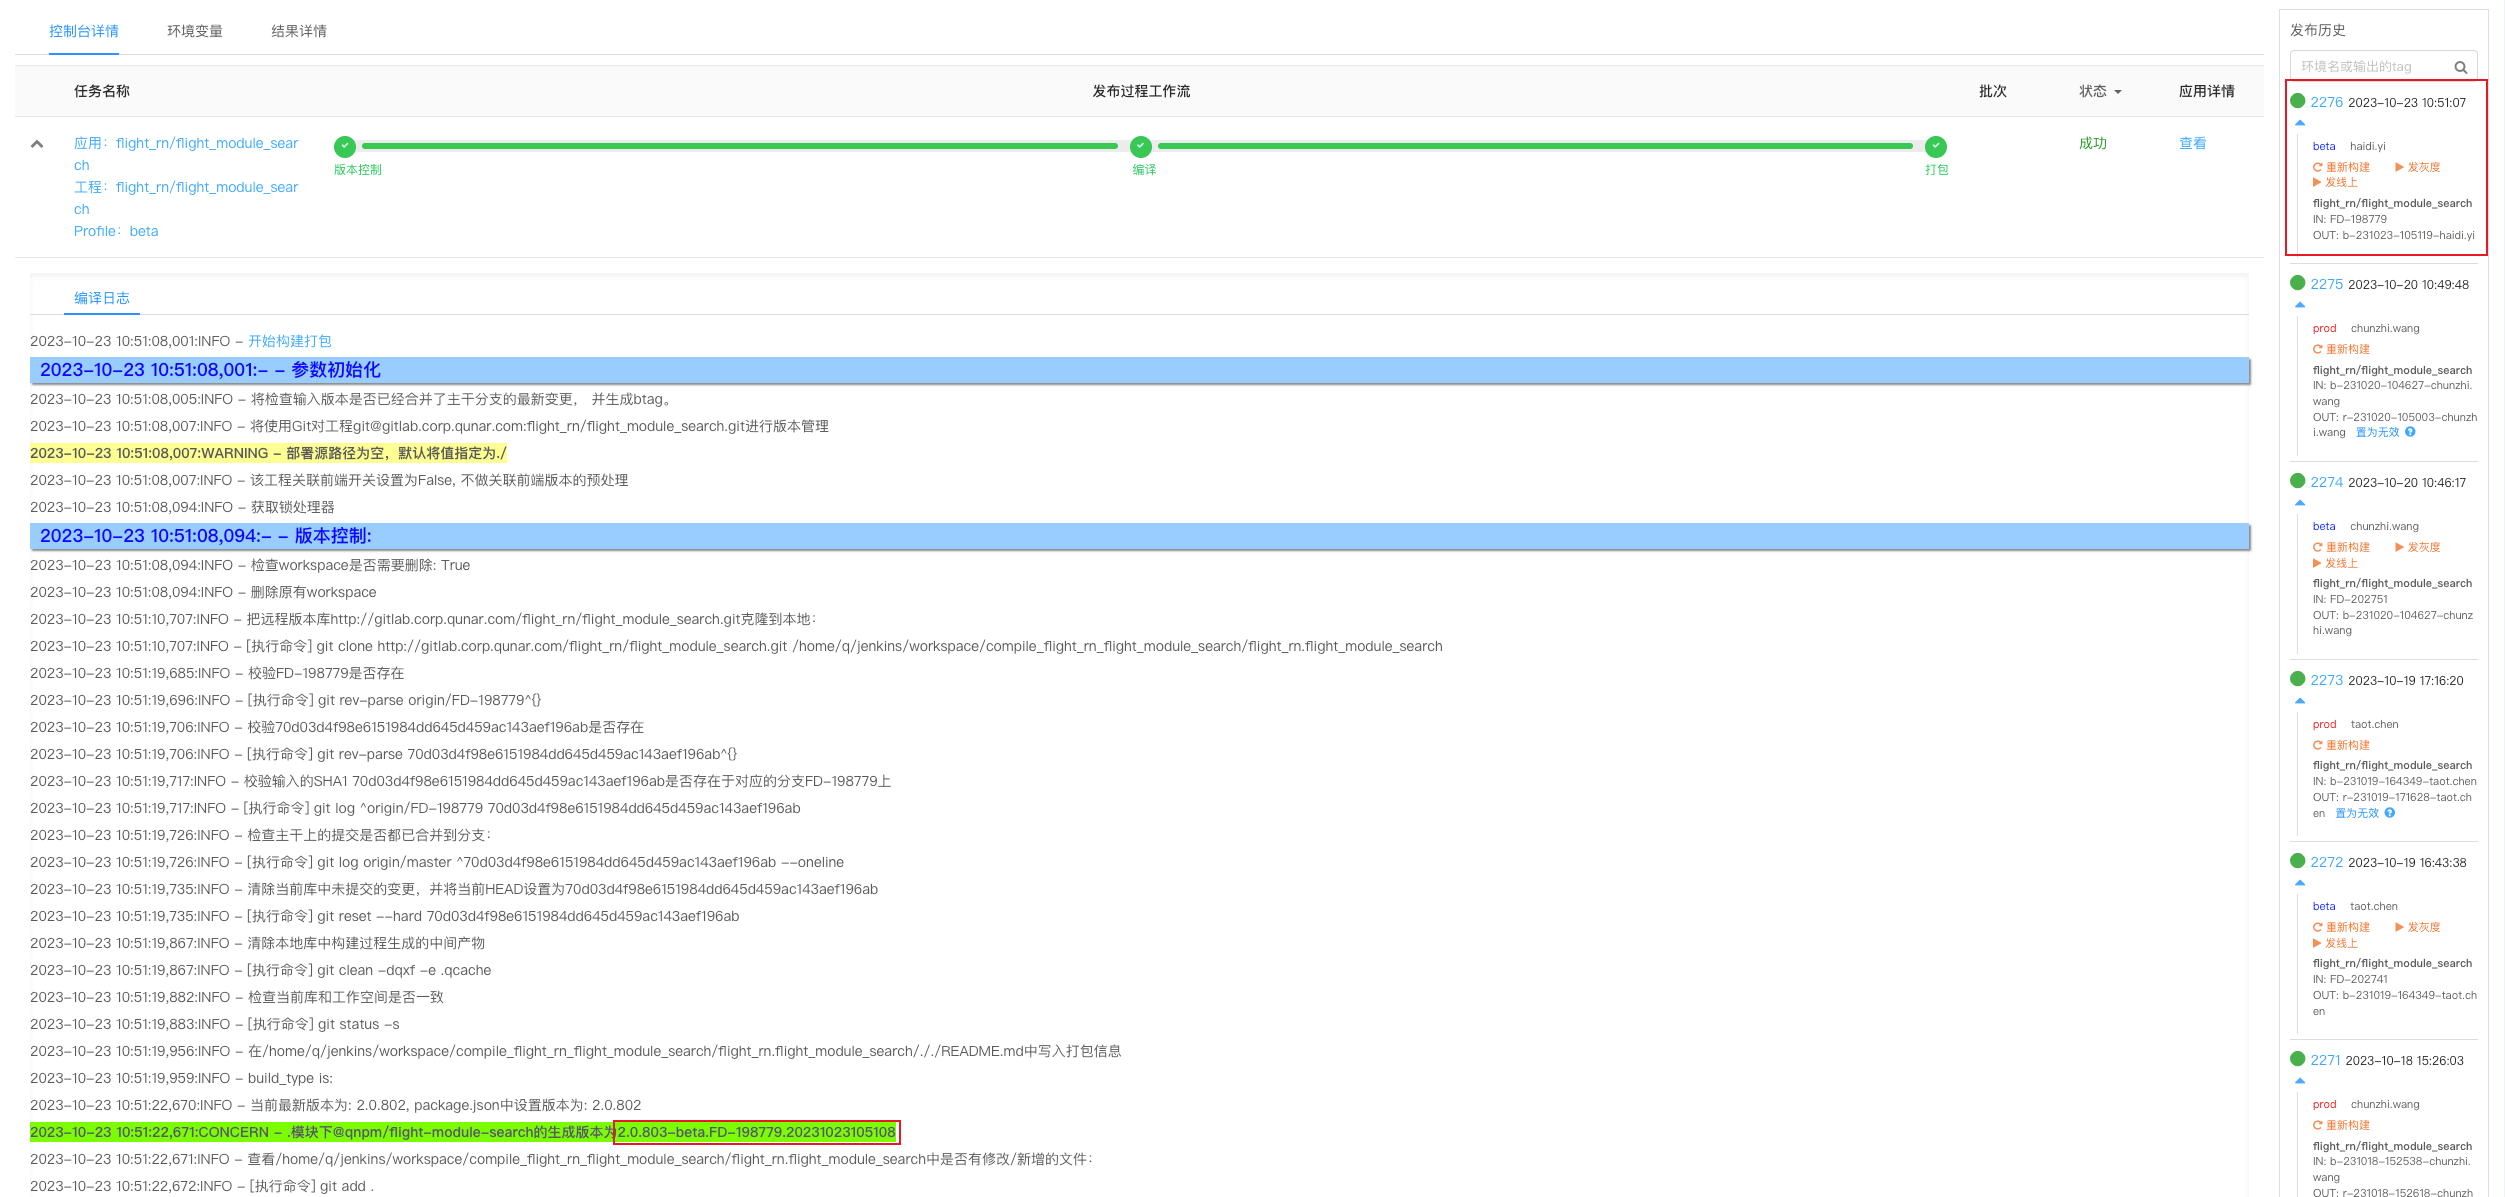 控制台详情 环境变量 结果详情
任务名称 发布过程工作流 批次 状态 应用详情
应用：flight_rn/flight_module_sear
ch
工程：flight_rn/flight_module_sear
ch
Profile：beta
版本控制 编译 打包
成功 查看
编译日志
2023-10-23 10:51:08,001:INFO - 开始构建打包
2023-10-23 10:51:08,001:- - 参数初始化
2023-10-23 10:51:08,005:INFO - 将检查输入版本是否已经合并了主干分支的最新变更， 并生成btag。
2023-10-23 10:51:08,007:INFO - 将使用Git对工程git@gitlab.corp.qunar.com:flight_rn/flight_module_search.git进行版本管理
2023-10-23 10:51:08,007:WARNING - 部署源路径为空，默认将值指定为./
2023-10-23 10:51:08,007:INFO - 该工程关联前端开关设置为False, 不做关联前端版本的预处理
2023-10-23 10:51:08,094:INFO - 获取锁处理器
2023-10-23 10:51:08,094:- - 版本控制:
2023-10-23 10:51:08,094:INFO - 检查workspace是否需要删除: True
2023-10-23 10:51:08,094:INFO - 删除原有workspace
2023-10-23 10:51:10,707:INFO - 把远程版本库http://gitlab.corp.qunar.com/flight_rn/flight_module_search.git克隆到本地：
2023-10-23 10:51:10,707:INFO - [执行命令] git clone http://gitlab.corp.qunar.com/flight_rn/flight_module_search.git /home/q/jenkins/workspace/compile_flight_rn_flight_module_search/flight_rn.flight_module_search
2023-10-23 10:51:19,685:INFO - 校验FD-198779是否存在
2023-10-23 10:51:19,696:INFO - [执行命令] git rev-parse origin/FD-198779^{}
2023-10-23 10:51:19,706:INFO - 校验70d03d4f98e6151984dd645d459ac143aef196ab是否存在
2023-10-23 10:51:19,706:INFO - [执行命令] git rev-parse 70d03d4f98e6151984dd645d459ac143aef196ab^{}
2023-10-23 10:51:19,717:INFO - 校验输入的SHA1 70d03d4f98e6151984dd645d459ac143aef196ab是否存在于对应的分支FD-198779上
2023-10-23 10:51:19,717:INFO - [执行命令] git log ^origin/FD-198779 70d03d4f98e6151984dd645d459ac143aef196ab
2023-10-23 10:51:19,726:INFO - 检查主干上的提交是否都已合并到分支：
2023-10-23 10:51:19,726:INFO - [执行命令] git log origin/master ^70d03d4f98e6151984dd645d459ac143aef196ab --oneline
2023-10-23 10:51:19,735:INFO - 清除当前库中未提交的变更，并将当前HEAD设置为70d03d4f98e6151984dd645d459ac143aef196ab
2023-10-23 10:51:19,735:INFO - [执行命令] git reset --hard 70d03d4f98e6151984dd645d459ac143aef196ab
2023-10-23 10:51:19,867:INFO - 清除本地库中构建过程生成的中间产物
2023-10-23 10:51:19,867:INFO - [执行命令] git clean -dqxf -e .qcache
2023-10-23 10:51:19,882:INFO - 检查当前库和工作空间是否一致
2023-10-23 10:51:19,883:INFO - [执行命令] git status -s
2023-10-23 10:51:19,956:INFO - 在/home/q/jenkins/workspace/compile_flight_rn_flight_module_search/flight_rn.flight_module_search/././README.md中写入打包信息
2023-10-23 10:51:19,959:INFO - build_type is:
2023-10-23 10:51:22,670:INFO - 当前最新版本为: 2.0.802, package.json中设置版本为: 2.0.802
2023-10-23 10:51:22,671:CONCERN - .模块下@qnpm/flight-module-search的生成版本为2.0.803-beta.FD-198779.20231023105108
2023-10-23 10:51:22,671:INFO - 查看/home/q/jenkins/workspace/compile_flight_rn_flight_module_search/flight_rn.flight_module_search中是否有修改/新增的文件：
2023-10-23 10:51:22,672:INFO - [执行命令] git add .
发布历史
环境名或输出的tag
2276 2023-10-23 10:51:07
beta haidi.yi
重新构建 发灰度
发线上
flight_rn/flight_module_search
IN: FD-198779
OUT: b-231023-105119-haidi.yi
2275 2023-10-20 10:49:48
prod chunzhi.wang
重新构建
flight_rn/flight_module_search
IN: b-231020-104627-chunzhi.
wang
OUT: r-231020-105003-chunzh
i.wang 置为无效
2274 2023-10-20 10:46:17
beta chunzhi.wang
重新构建 发灰度
发线上
flight_rn/flight_module_search
IN: FD-202751
OUT: b-231020-104627-chunz
hi.wang
2273 2023-10-19 17:16:20
prod taot.chen
重新构建
flight_rn/flight_module_search
IN: b-231019-164349-taot.chen
OUT: r-231019-171628-taot.ch
en 置为无效
2272 2023-10-19 16:43:38
beta taot.chen
重新构建 发灰度
发线上
flight_rn/flight_module_search
IN: FD-202741
OUT: b-231019-164349-taot.ch
en
2271 2023-10-18 15:26:03
prod chunzhi.wang
重新构建
flight_rn/flight_module_search
IN: b-231018-152538-chunzhi.
wang
OUT: r-231018-152618-chunzh